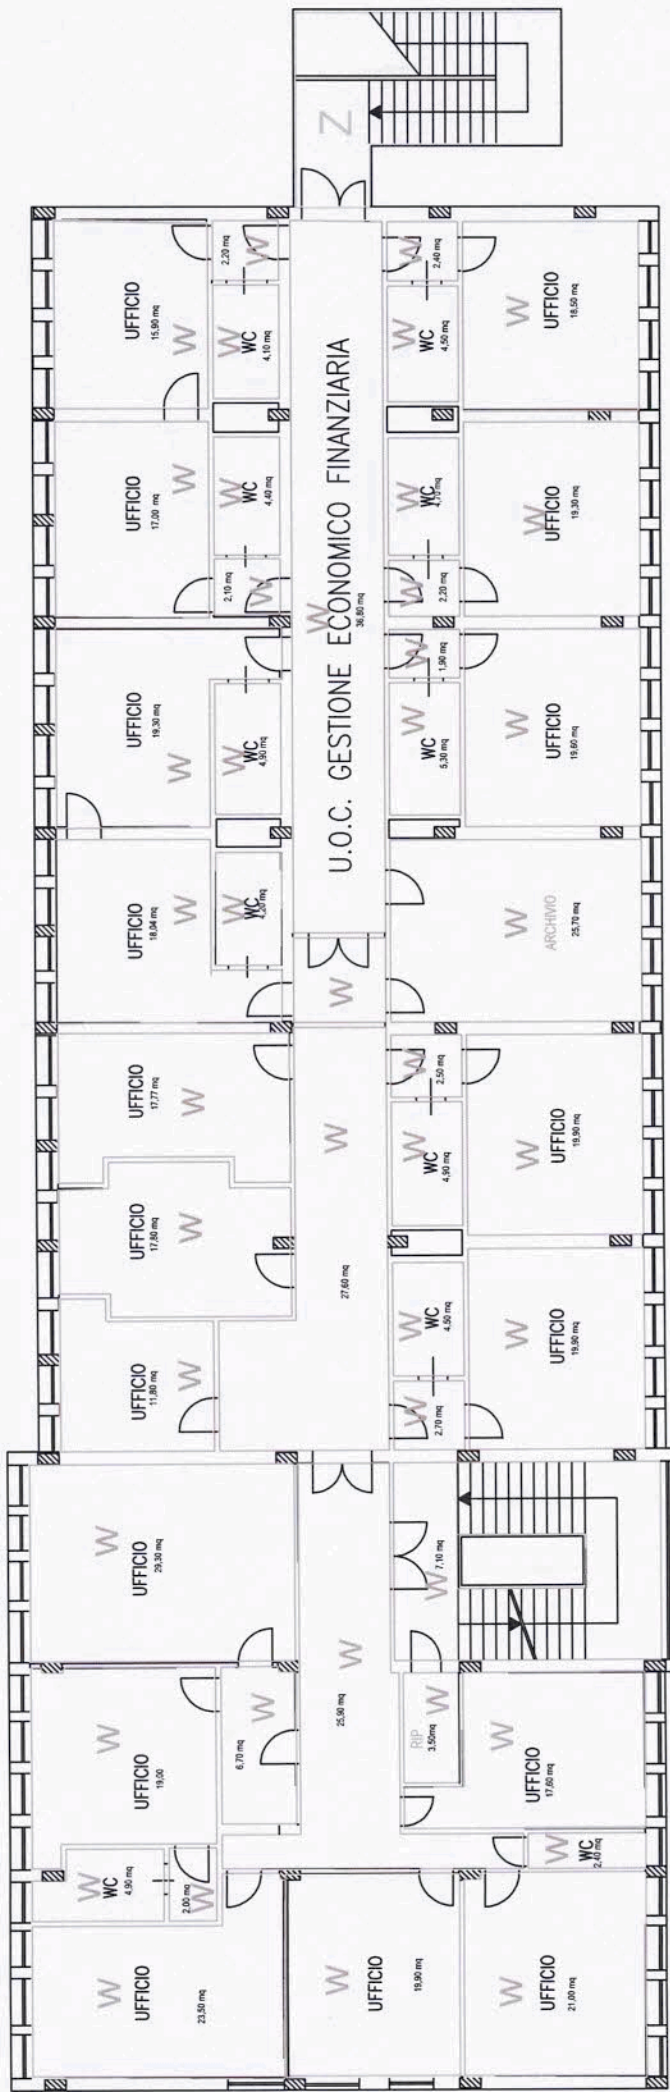 Z
UFFICIO
15,90 mq
W
2,20 mq
W
W
WC
4,10 mq
W
2,40 mq
W
WC
4,50 mq
W
UFFICIO
18,50 mq
UFFICIO
17,00 mq
W
W
WC
4,40 mq
2,10 mq
W
U.O.C. GESTIONE ECONOMICO FINANZIARIA
W
36,80 mq
W
WC
4,70 mq
W
2,20 mq
UFFICIO
W
19,30 mq
UFFICIO
19,30 mq
W
W
WC
4,90 mq
W
1,90 mq
W
WC
5,30 mq
W
UFFICIO
19,60 mq
UFFICIO
18,04 mq
W
W
WC
4,20 mq
W
W
ARCHIVIO
25,70 mq
UFFICIO
17,77 mq
W
W
W
2,50 mq
W
WC
4,90 mq
W
UFFICIO
19,90 mq
UFFICIO
17,80 mq
W
27,60 mq
W
WC
4,50 mq
W
UFFICIO
19,90 mq
UFFICIO
11,80 mq
W
W
2,70 mq
W
UFFICIO
29,30 mq
W
7,10 mq
W
W
25,90 mq
W
UFFICIO
19,00
W
6,70 mq
RIP
3,50mq
W
W
UFFICIO
17,60 mq
W
WC
4,90 mq
2,00 mq
W
W
WC
2,40 mq
W
UFFICIO
23,50 mq
W
UFFICIO
19,90 mq
W
UFFICIO
21,00 mq